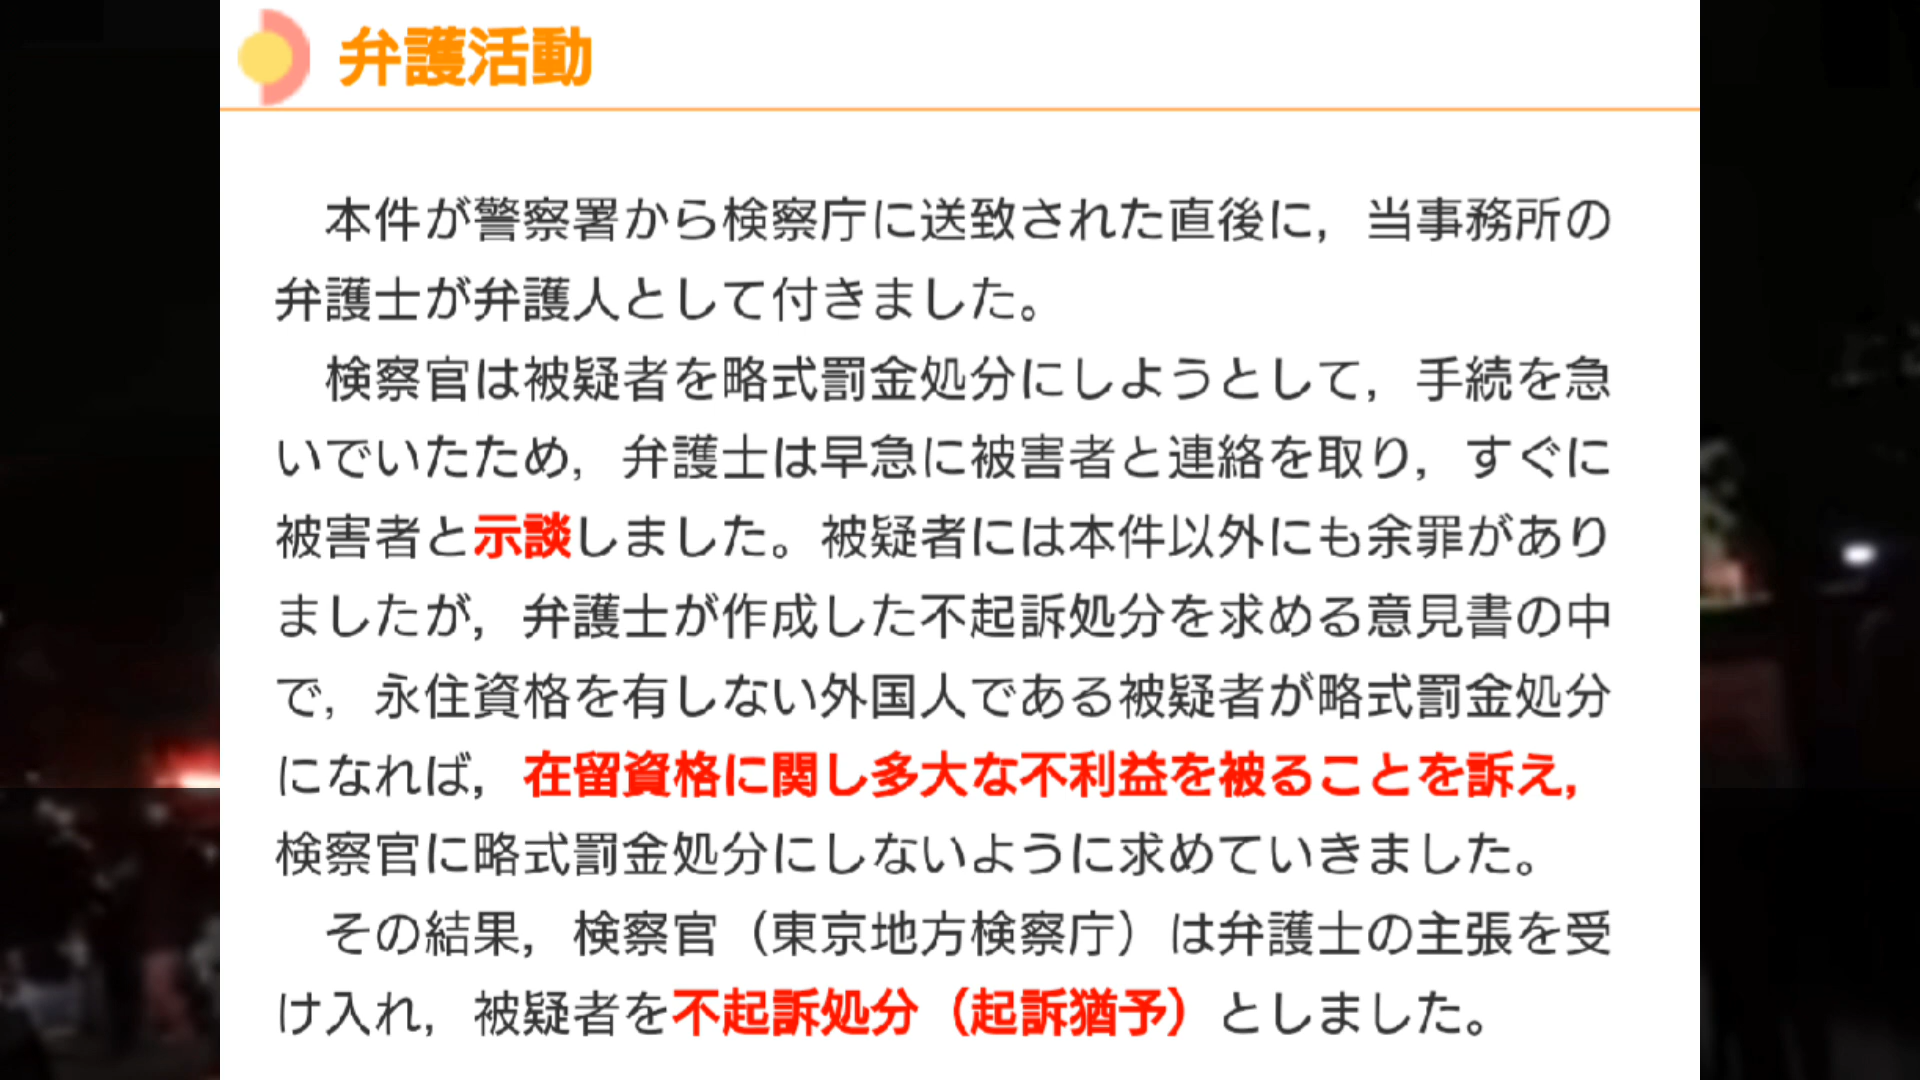 弁護活動
本件が警察署から検察庁に送致された直後に，当事務所の
弁護士が弁護人として付きました。
検察官は被疑者を略式罰金処分にしようとして，手続を急
いでいたため，弁護士は早急に被害者と連絡を取り，すぐに
被害者と示談しました。被疑者には本件以外にも余罪があり
ましたが，弁護士が作成した不起訴処分を求める意見書の中
で，永住資格を有しない外国人である被疑者が略式罰金処分
になれば，在留資格に関し多大な不利益を被ることを訴え，
検察官に略式罰金処分にしないように求めていきました。
その結果，検察官（東京地方検察庁）は弁護士の主張を受
け入れ，被疑者を不起訴処分（起訴猶予）としました。